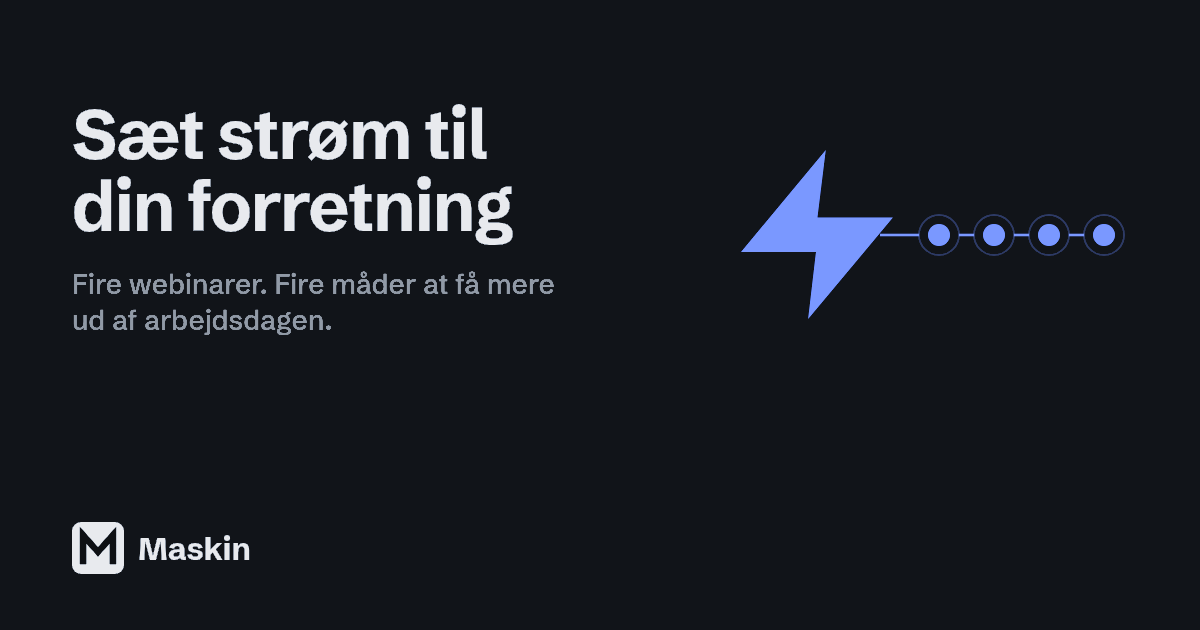 Sæt strøm til
din forretning
Fire webinarer. Fire måder at få mere
ud af arbejdsdagen.
M Maskin